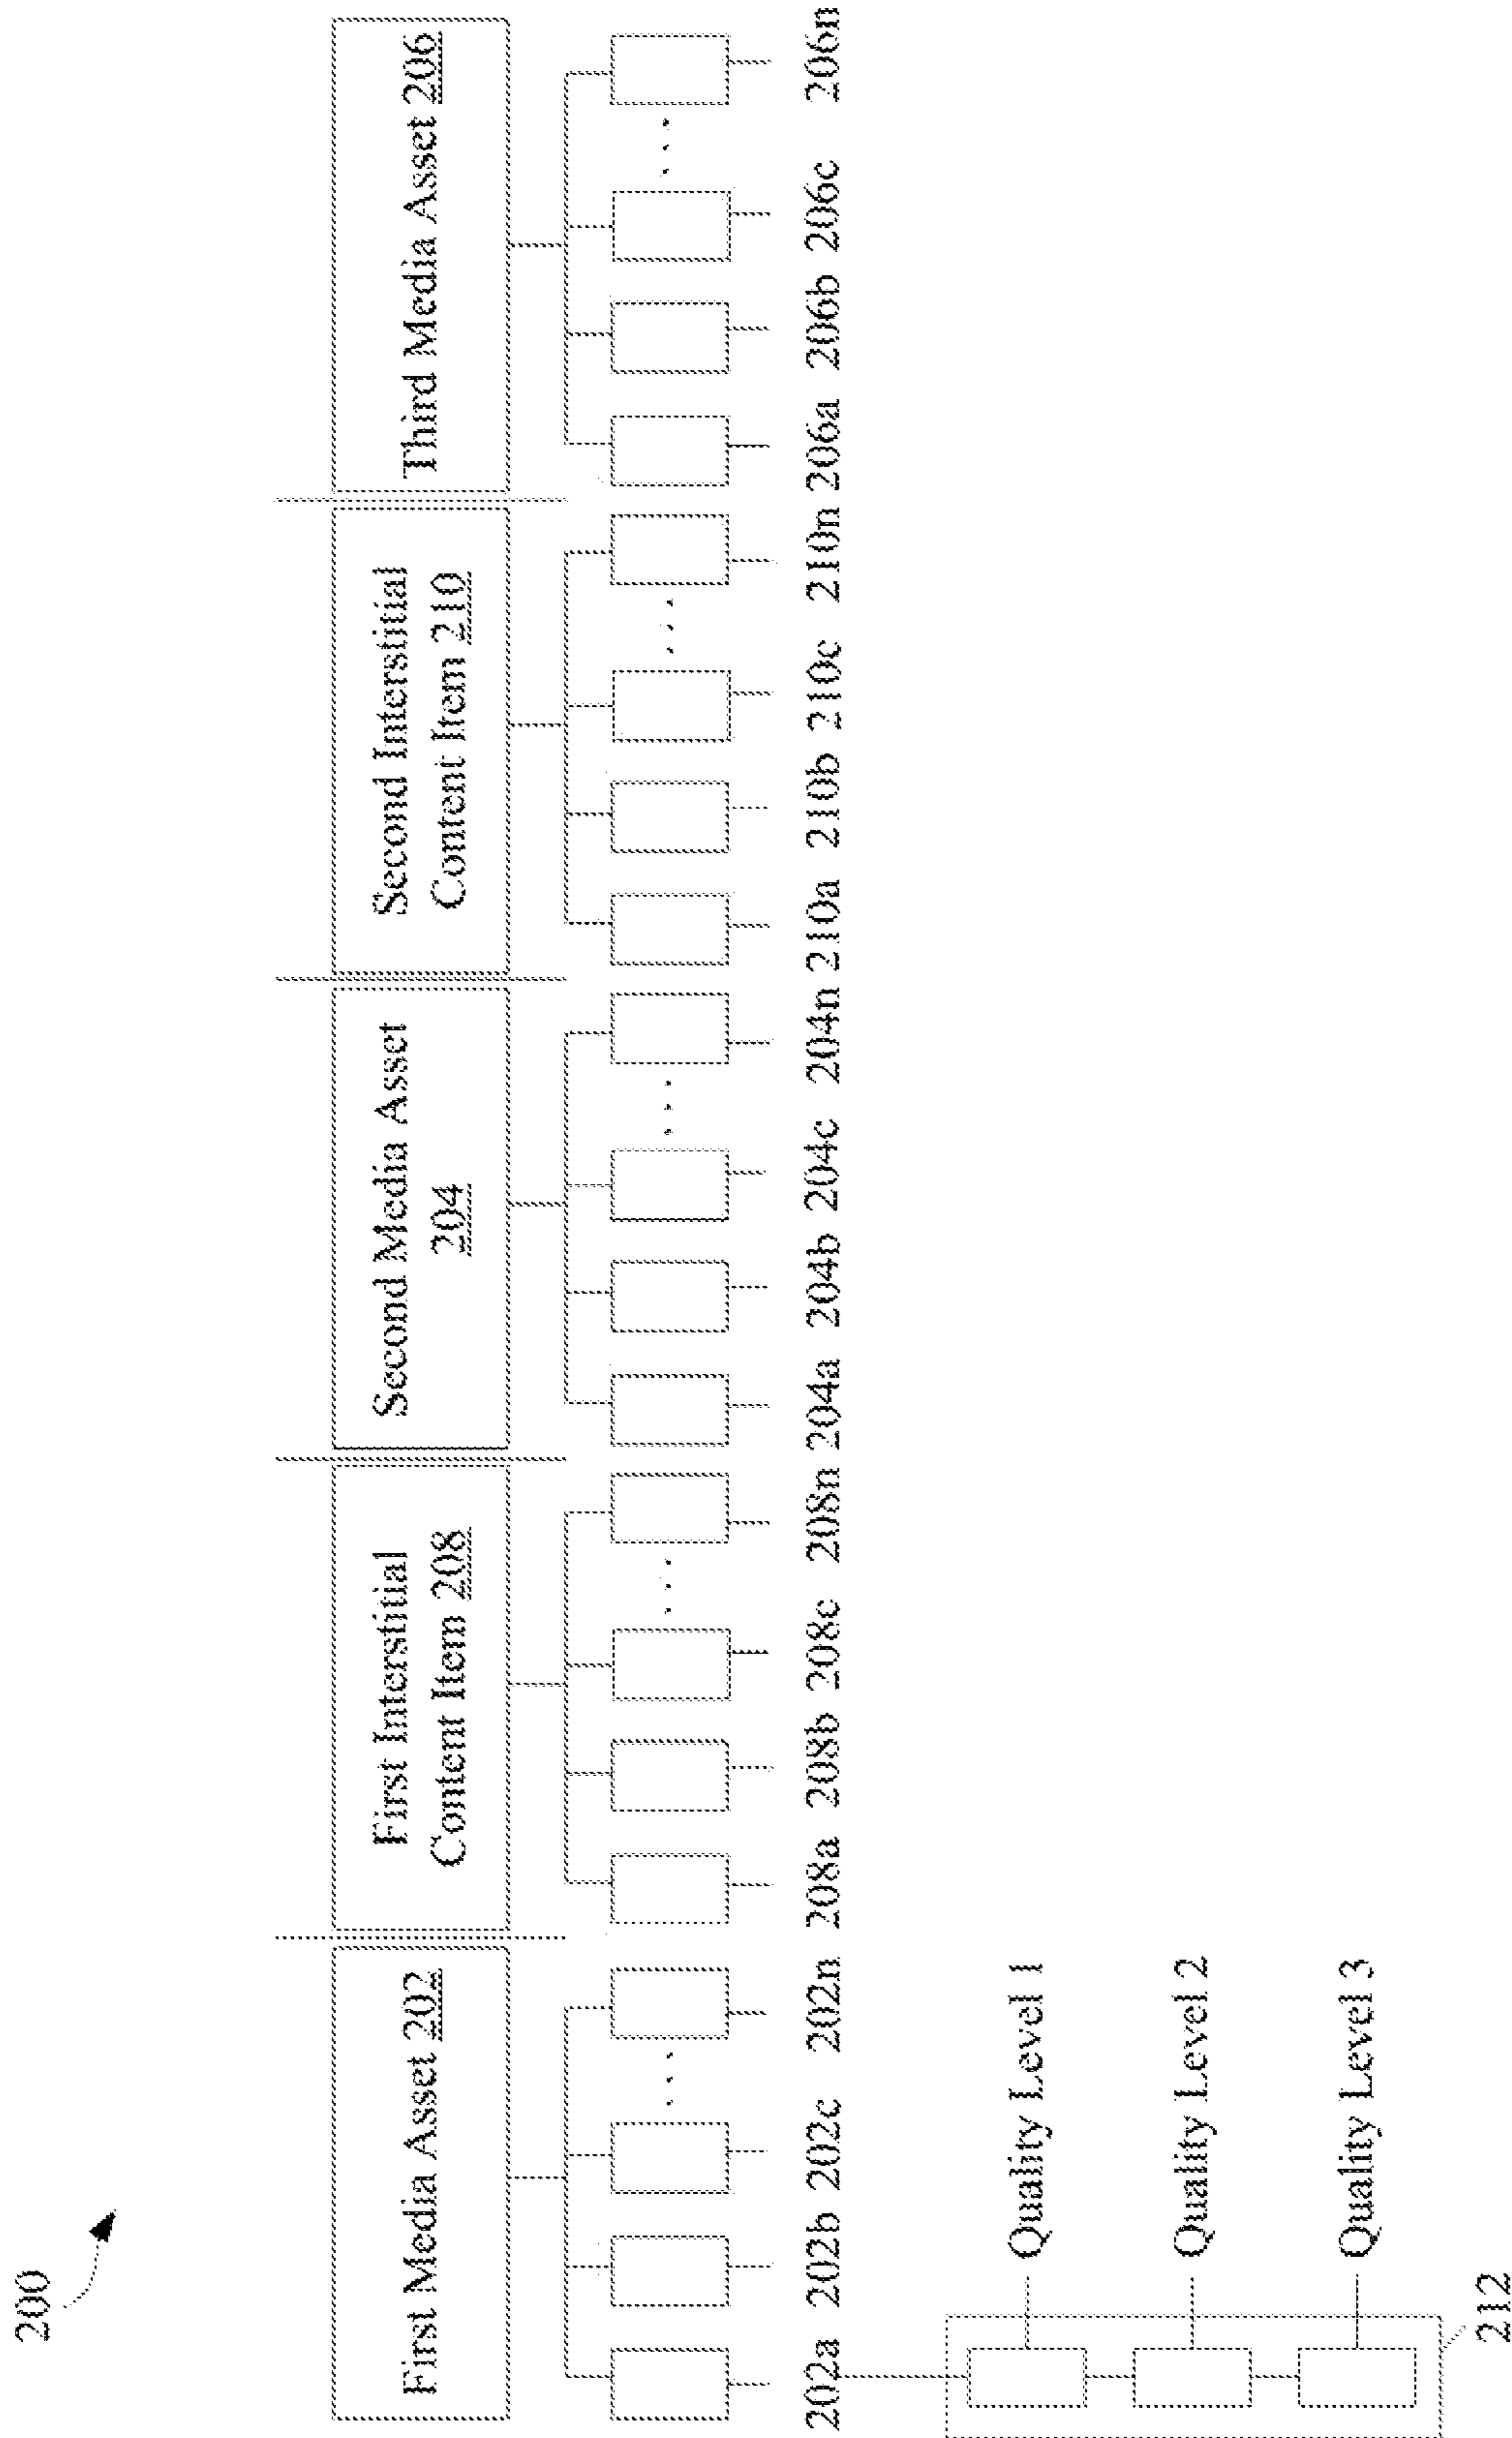 200
First Media Asset 202
First Interstitial
Content Item 208
Second Media Asset
204
Second Interstitial
Content Item 210
Third Media Asset 206
202a 202b 202c 202n 208a 208b 208c 208n 204a 204b 204c 204n 210a 210b 210c 210n 206a 206b 206c 206n
Quality Level 1
Quality Level 2
Quality Level 3
212